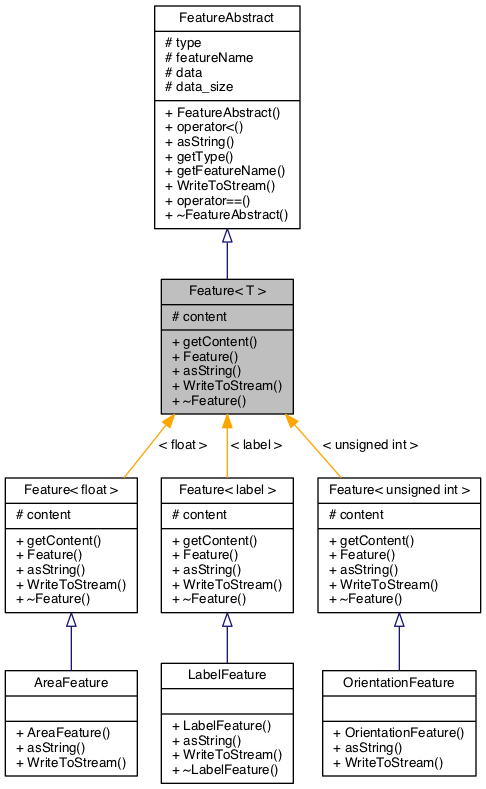 FeatureAbstract
# type
# featureName
# data
# data_size
+ FeatureAbstract()
+ operator<()
+ asString()
+ getType()
+ getFeatureName()
+ WriteToStream()
+ operator==()
+ ~FeatureAbstract()
Feature< T >
# content
+ getContent()
+ Feature()
+ asString()
+ WriteToStream()
+ ~Feature()
< float >
< label >
< unsigned int >
Feature< float >
# content
+ getContent()
+ Feature()
+ asString()
+ WriteToStream()
+ ~Feature()
Feature< label >
# content
+ getContent()
+ Feature()
+ asString()
+ WriteToStream()
+ ~Feature()
Feature< unsigned int >
# content
+ getContent()
+ Feature()
+ asString()
+ WriteToStream()
+ ~Feature()
AreaFeature
+ AreaFeature()
+ asString()
+ WriteToStream()
LabelFeature
+ LabelFeature()
+ asString()
+ WriteToStream()
+ ~LabelFeature()
OrientationFeature
+ OrientationFeature()
+ asString()
+ WriteToStream()